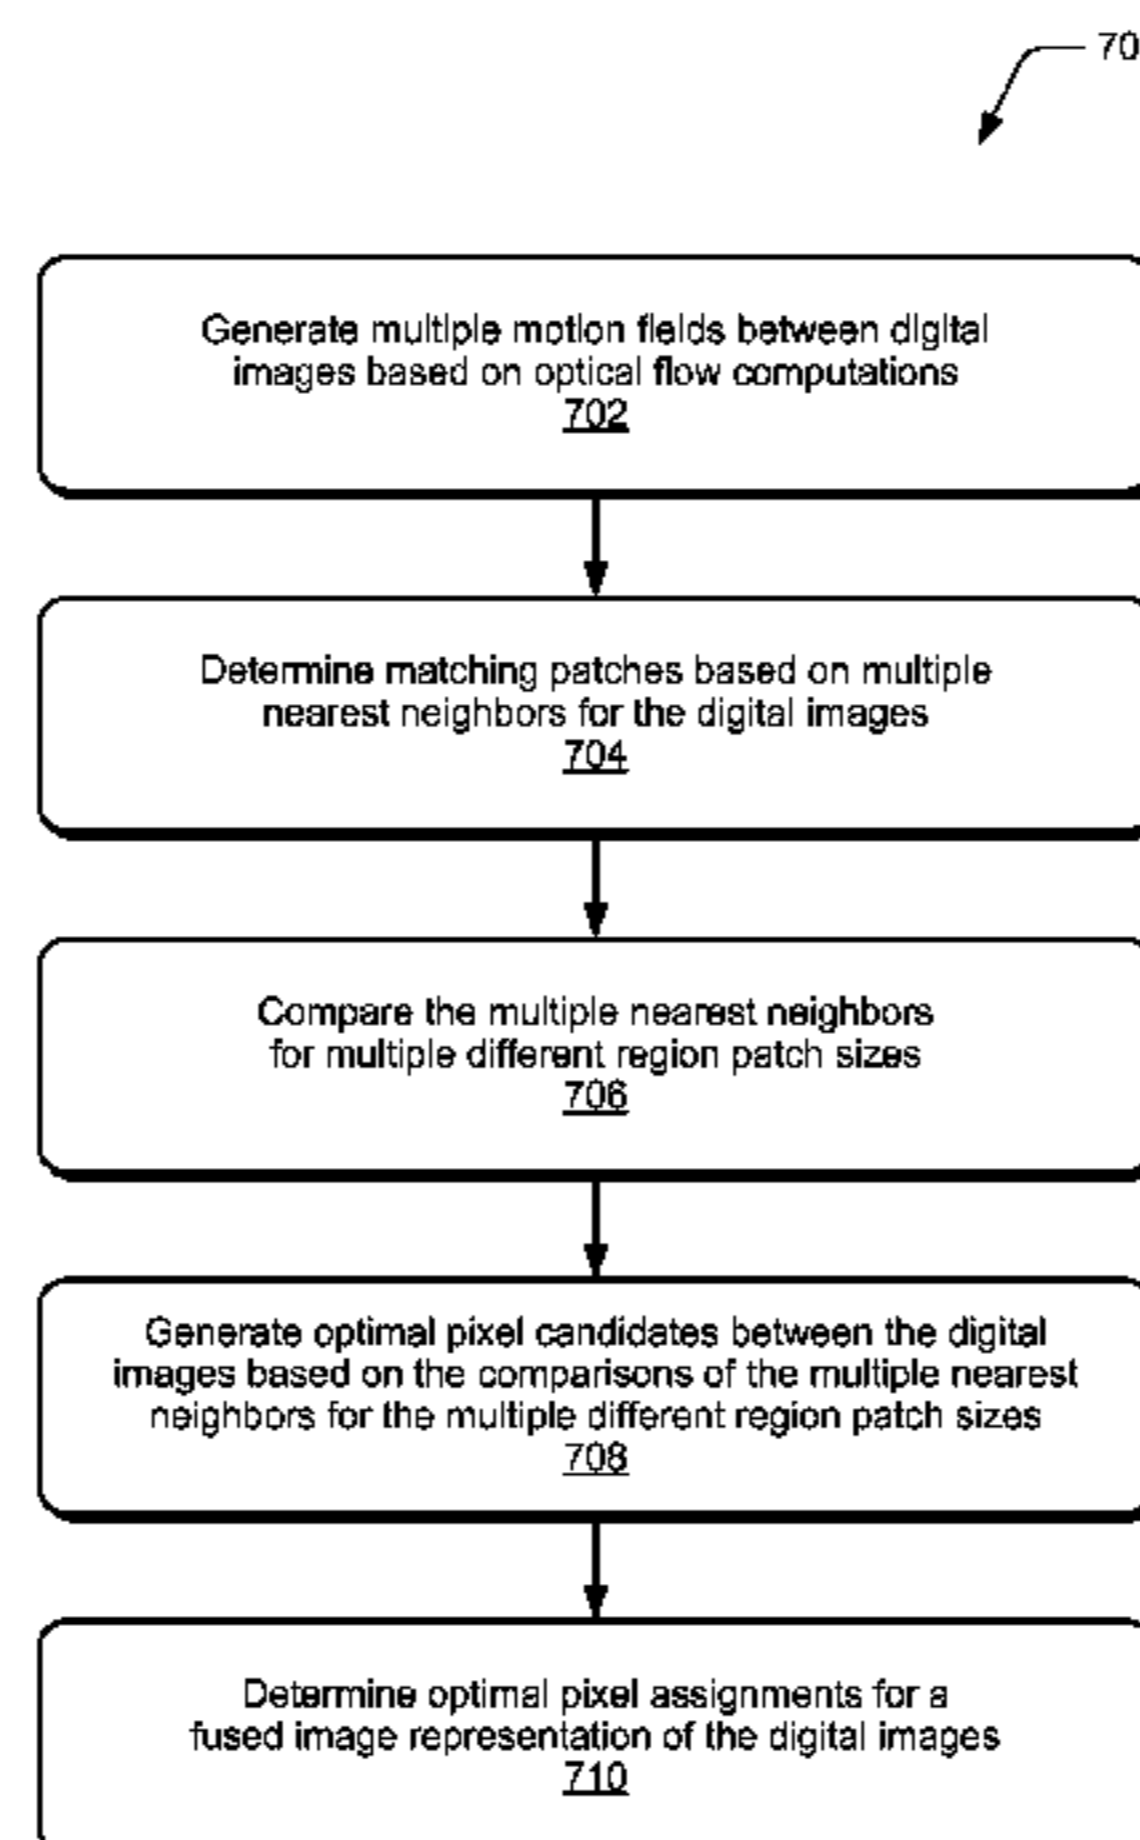 70
Generate multiple motion fields between digital
images based on optical flow computations
702
Determine matching patches based on multiple
nearest neighbors for the digital images
704
Compare the multiple nearest neighbors
for multiple different region patch sizes
706
Generate optimal pixel candidates between the digital
images based on the comparisons of the multiple nearest
neighbors for the multiple different region patch sizes
708
Determine optimal pixel assignments for a
fused image representation of the digital images
710